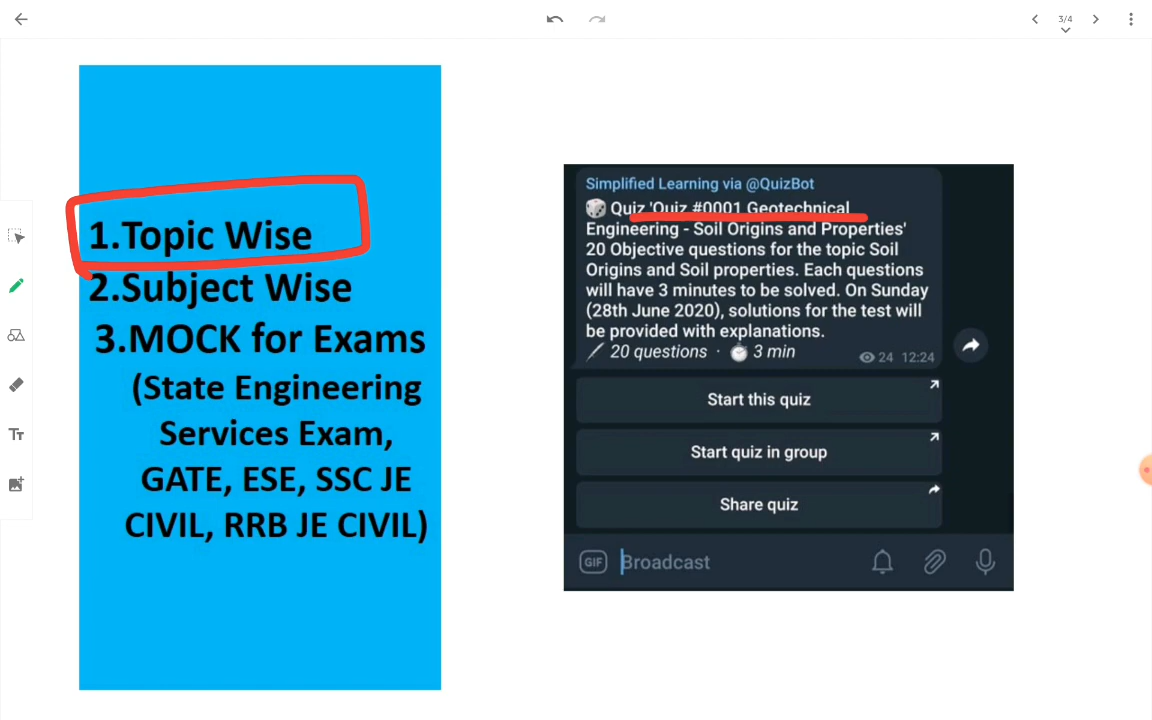 3/4
1.Topic Wise
2.Subject Wise
3.MOCK for Exams
(State Engineering
Services Exam,
GATE, ESE, SSC JE
CIVIL, RRB JE CIVIL)
Simplified Learning via @QuizBot
Quiz 'Quiz #0001 Geotechnical
Engineering - Soil Origins and Properties'
20 Objective questions for the topic Soil
Origins and Soil properties. Each questions
will have 3 minutes to be solved. On Sunday
(28th June 2020), solutions for the test will
be provided with explanations.
20 questions · 3 min
24 12:24
Start this quiz
Start quiz in group
Share quiz
GIF Broadcast
Tт